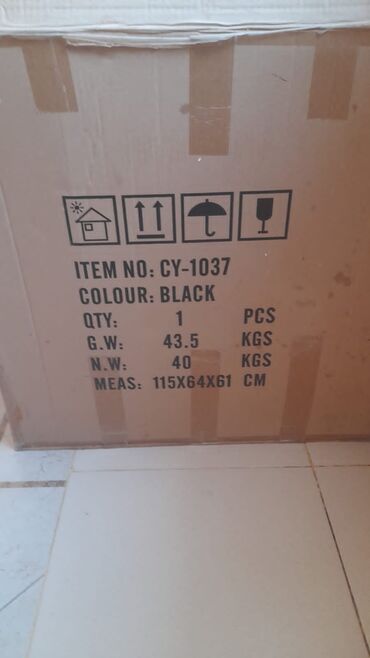 ITEM NO: CY-1037
COLOUR: BLACK
QTY: 1 PCS
G.W: 43.5 KGS
N.W: 40 KGS
MEAS: 115X64X61 CM